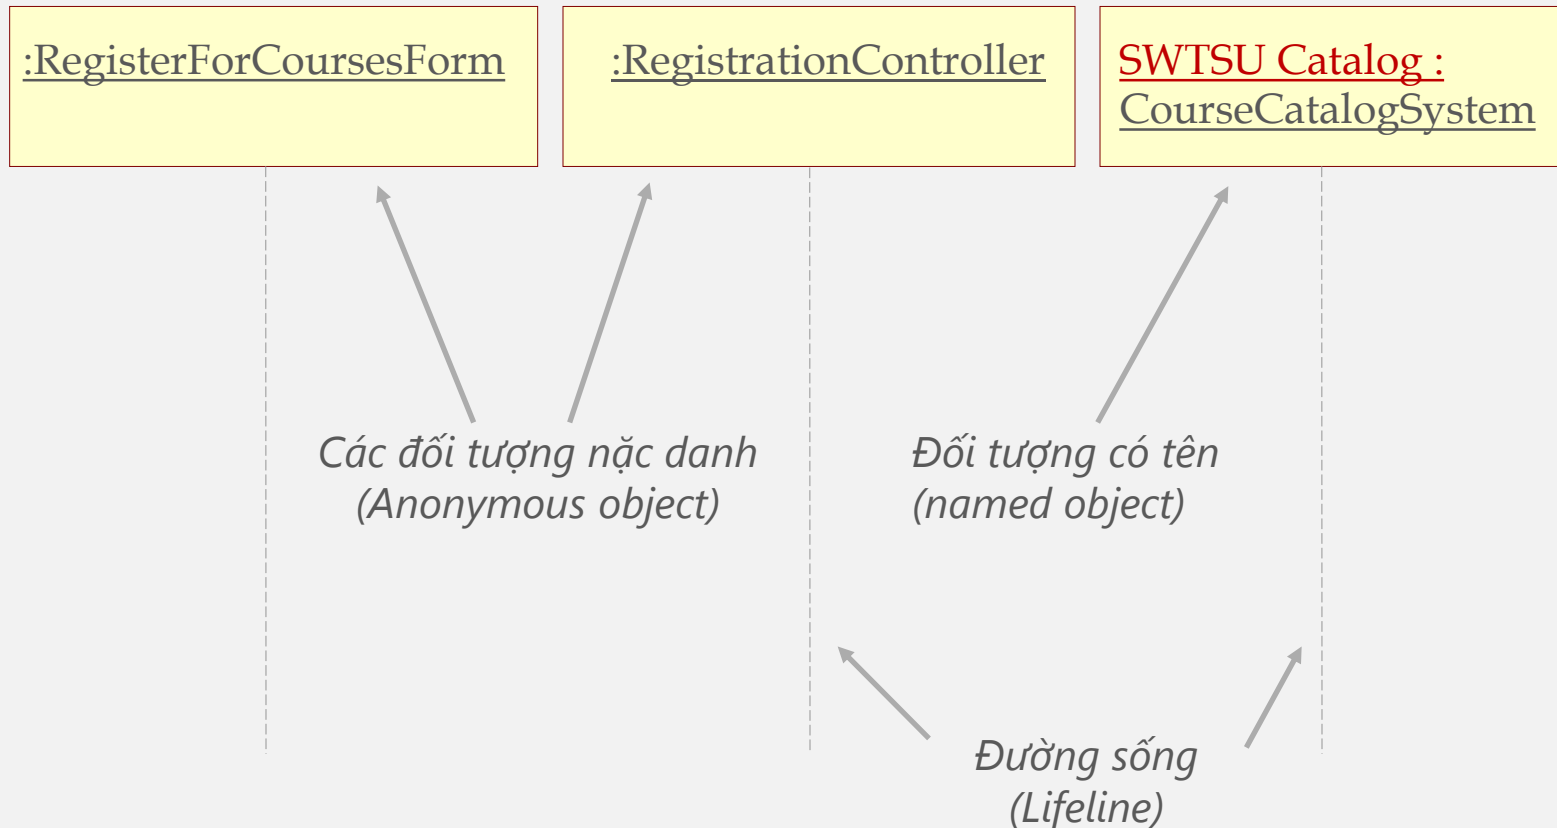 :RegisterForCoursesForm
:RegistrationController
SWTSU Catalog :
CourseCatalogSystem
Các đối tượng nặc danh
(Anonymous object)
Đối tượng có tên
(named object)
Đường sống
(Lifeline)